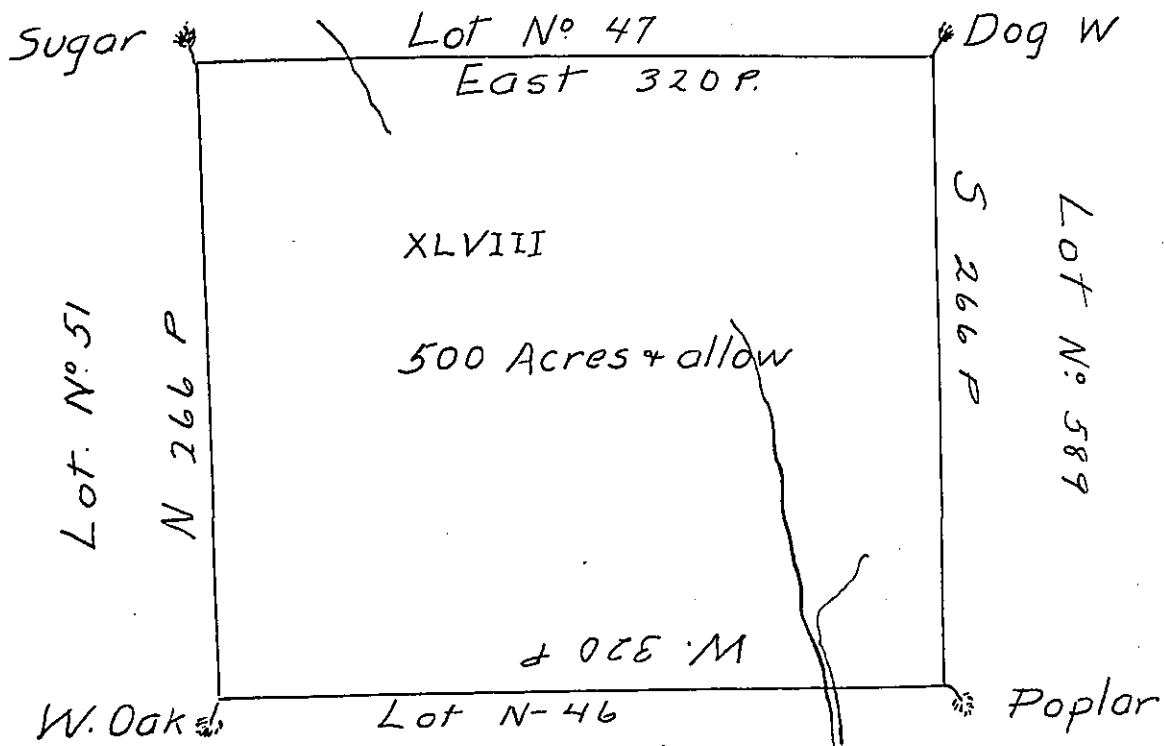 Sugar
Lot Nº 47
Dog W
East 320 P.
XLVIII
500 Acres & allow
Lot. Nº 51
N 266 P
S 266 P
Lot Nº 589
W. 320 P
W. Oak
Lot N- 46
Poplar